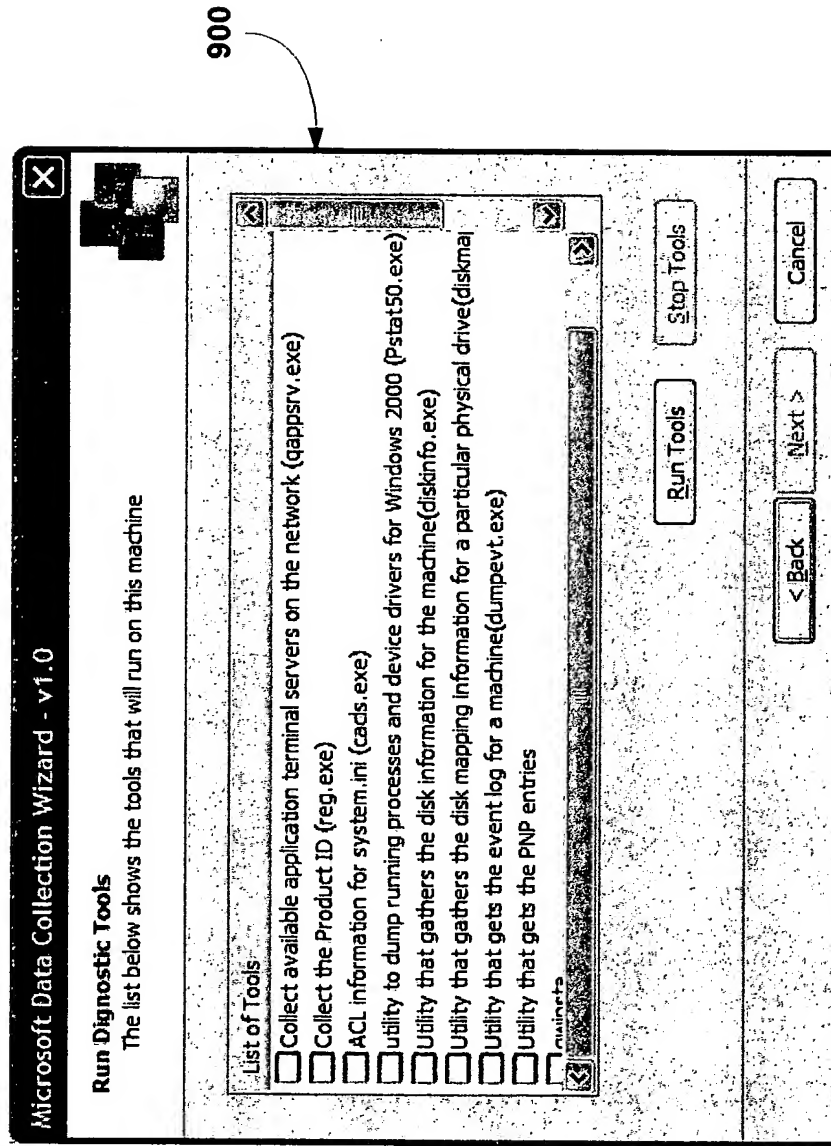 Microsoft Data Collection Wizard - v1.0
Run Dignostic Tools
The list below shows the tools that will run on this machine
List of Tools
Collect available application terminal servers on the network (qappsrv.exe)
Collect the Product ID (reg.exe)
ACL information for system.ini (cacls.exe)
utility to dump running processes and device drivers for Windows 2000 (Pstat50.exe)
Utility that gathers the disk information for the machine(diskinfo.exe)
Utility that gathers the disk mapping information for a particular physical drive(diskmap
Utility that gets the event log for a machine(dumpevt.exe)
Utility that gets the PNP entries
Run Tools
Stop Tools
< Back
Next >
Cancel
900